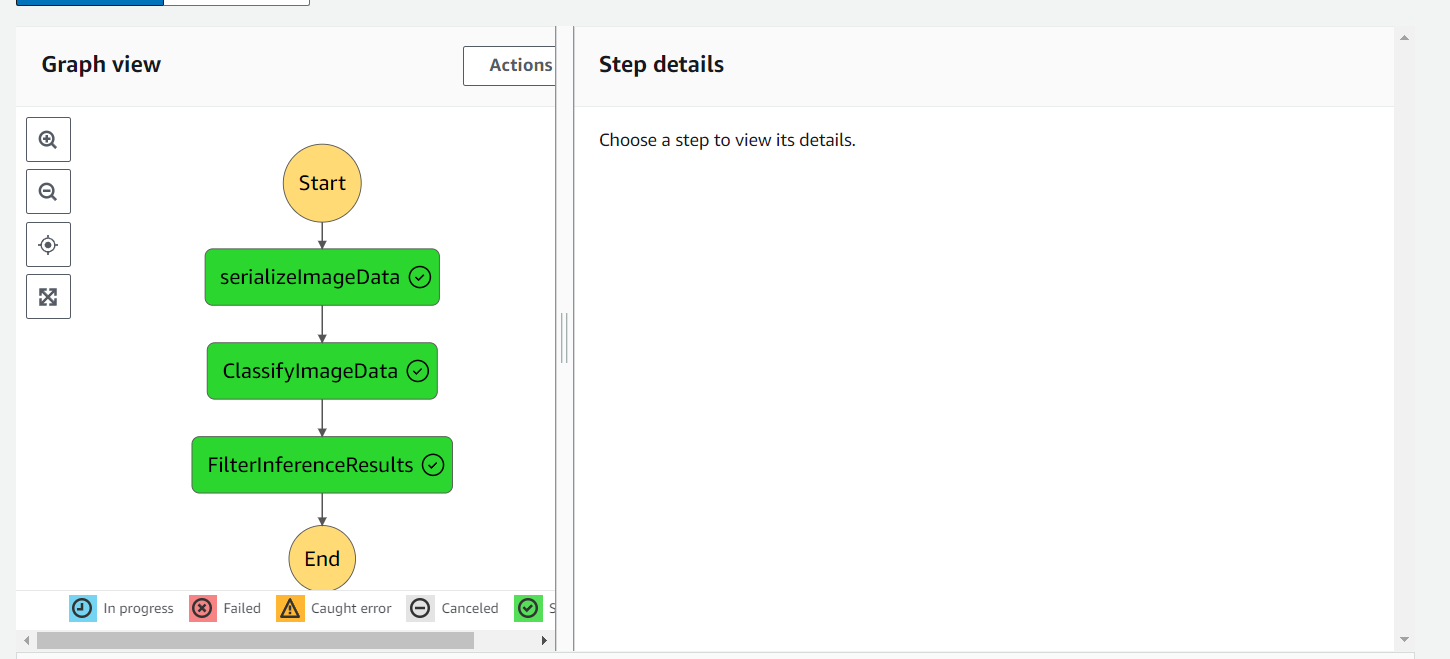 Graph view
Actions
Start
serializeImageData
ClassifyImageData
FilterInferenceResults
End
In progress
Failed
Caught error
Canceled
S
Step details
Choose a step to view its details.